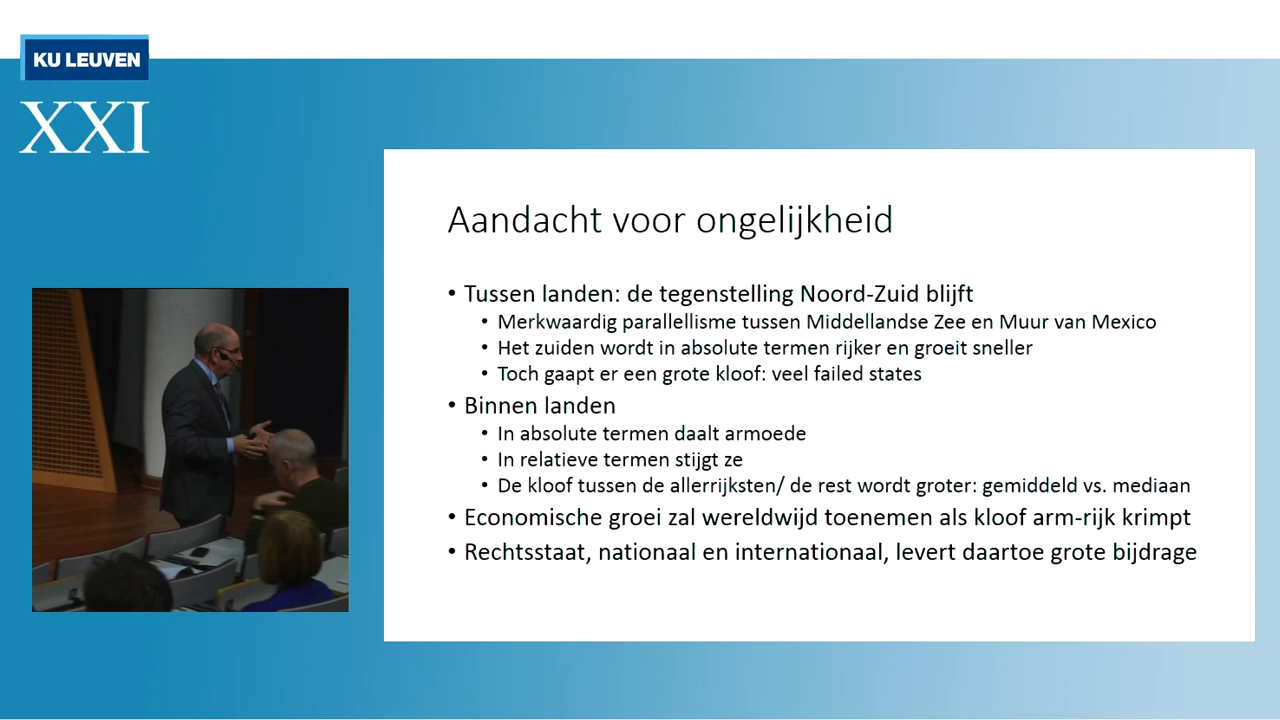 KU LEUVEN
XXI
Aandacht voor ongelijkheid
• Tussen landen: de tegenstelling Noord-Zuid blijft
• Merkwaardig parallellisme tussen Middellandse Zee en Muur van Mexico
• Het zuiden wordt in absolute termen rijker en groeit sneller
• Toch gaapt er een grote kloof: veel failed states
• Binnen landen
• In absolute termen daalt armoede
• In relatieve termen stijgt ze
• De kloof tussen de allerrijksten/ de rest wordt groter: gemiddeld vs. mediaan
• Economische groei zal wereldwijd toenemen als kloof arm-rijk krimpt
• Rechtsstaat, nationaal en internationaal, levert daartoe grote bijdrage